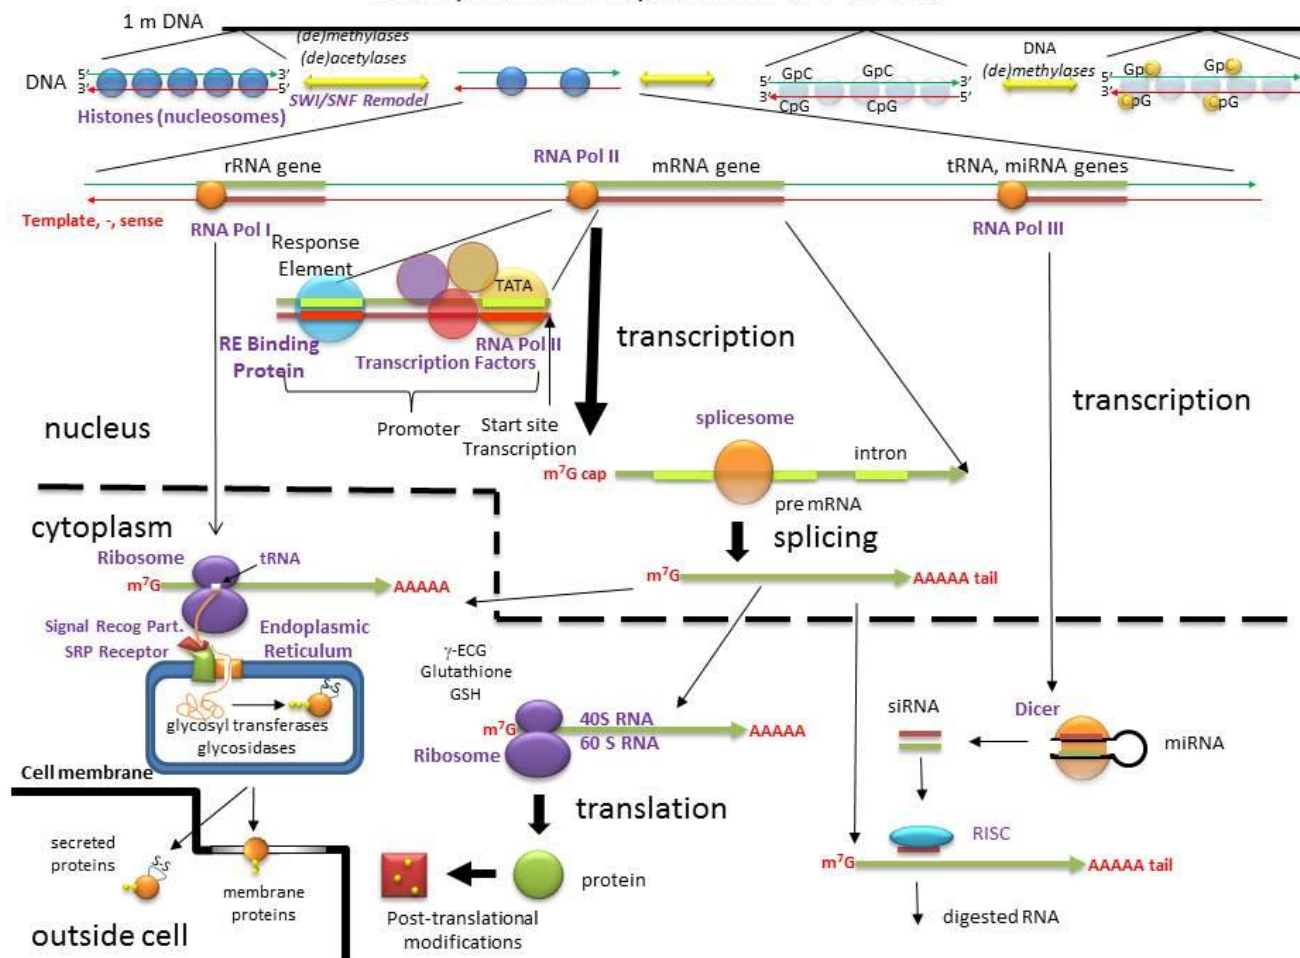 1 m DNA
(de)methylases
(de)acetylases
SWI/SNF Remodel
DNA
5’
3’
3’
5’
Histones (nucleosomes)
5’
3’
GpC
GpC
CpG
CpG
3’
5’
DNA
(de)methylases
5’
3’
GpC
GpC
CpG
CpG
3’
5’
rRNA gene
RNA Pol II
mRNA gene
tRNA, miRNA genes
Template, -, sense
RNA Pol I
RNA Pol III
Response
Element
TATA
RE Binding
Protein
Transcription Factors
RNA Pol II
Promoter
Start site
Transcription
transcription
transcription
nucleus
splicesome
intron
m⁷G cap
pre mRNA
splicing
m⁷G
AAAAA tail
cytoplasm
Ribosome
tRNA
m⁷G
AAAAA
Signal Recog Part.
SRP Receptor
Endoplasmic
Reticulum
S-S
glycosyl transferases
glycosidases
γ-ECG
Glutathione
GSH
m⁷G
40S RNA
60 S RNA
AAAAA
Ribosome
translation
protein
Post-translational
modifications
siRNA
Dicer
miRNA
RISC
m⁷G
AAAAA tail
digested RNA
Cell membrane
secreted
proteins
S-S
membrane
proteins
outside cell